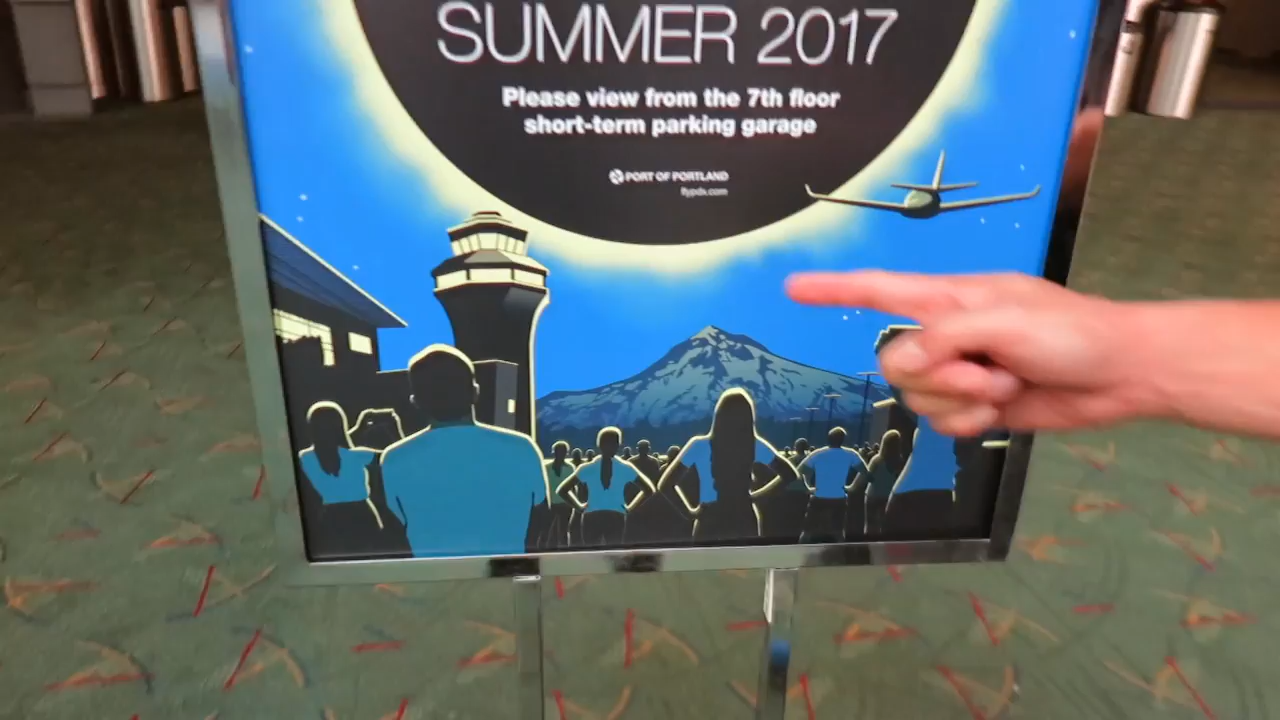 SUMMER 2017
Please view from the 7th floor
short-term parking garage
PORT OF PORTLAND
flypdx.com